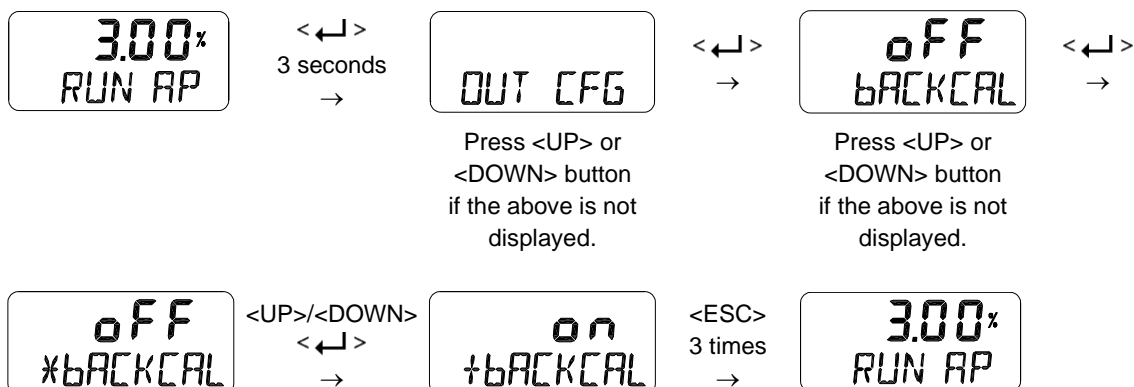 3.00%
RUN AP
<↵>
3 seconds
→
OUT CFG
Press <UP> or
<DOWN> button
if the above is not
displayed.
<↵>
→
oFF
bACKCAL
Press <UP> or
<DOWN> button
if the above is not
displayed.
<↵>
→
oFF
*bACKCAL
<UP>/<DOWN>
<↵>
→
on
+bACKCAL
<ESC>
3 times
→
3.00%
RUN AP